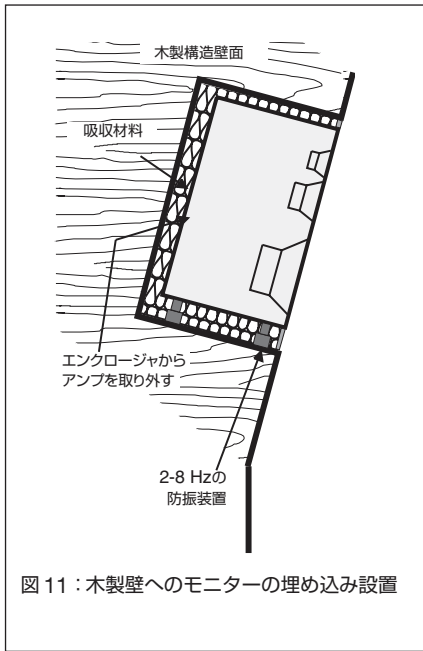 木製構造壁面
吸収材料
エンクロージャから
アンプを取り外す
2-8 Hzの
防振装置
図11：木製壁へのモニターの埋め込み設置